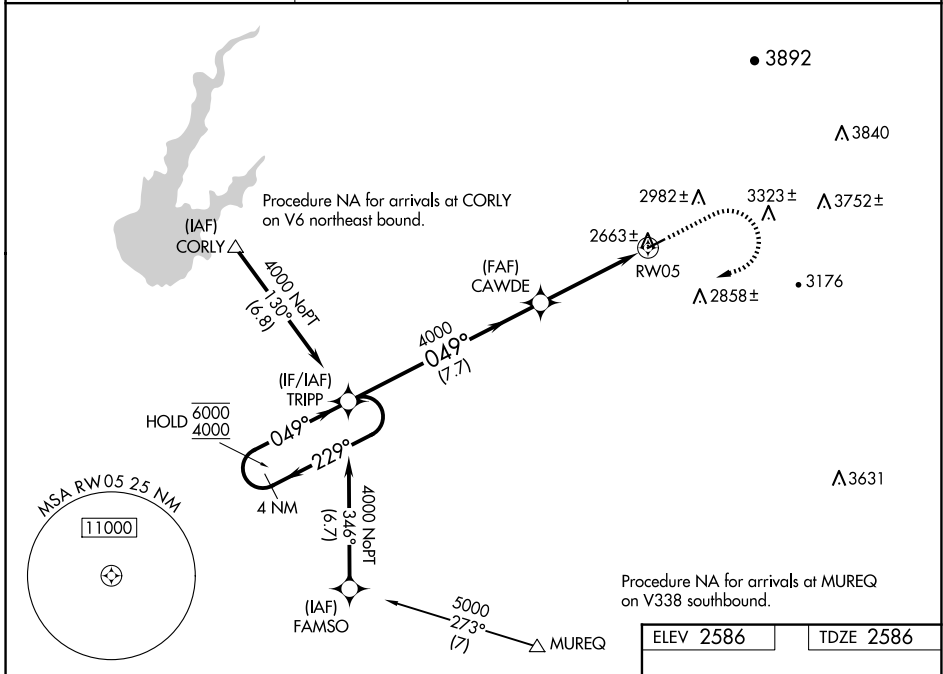 3892
3840
Procedure NA for arrivals at CORLY
on V6 northeast bound.
2982±
3323±
3752±
(IAF)
CORLY
2663±
RW05
3176
(FAF)
CAWDE
2858±
4000 NoPT
130°
(6.8)
4000
049°
(7.7)
(IF/IAF)
TRIPP
HOLD 6000
4000
049°
229°
4 NM
3631
MSA RW05 25 NM
11000
4000 NoPT
346°
(6.7)
(IAF)
FAMSO
5000
273°
(7)
MUREQ
Procedure NA for arrivals at MUREQ
on V338 southbound.
ELEV 2586
TDZE 2586